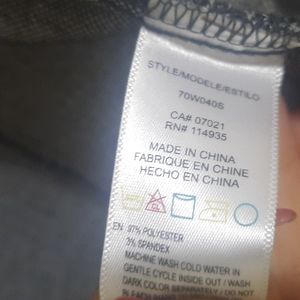 STYLE/MODELE/ESTILO
70W040S
CA# 07021
RN# 114935
MADE IN CHINA
FABRIQUE EN CHINE
HECHO EN CHINA
EN 97% POLYESTER
3% SPANDEX
MACHINE WASH COLD WATER IN
GENTLE CYCLE INSIDE OUT / WASH
DARK COLOR SEPARATELY / DO NOT